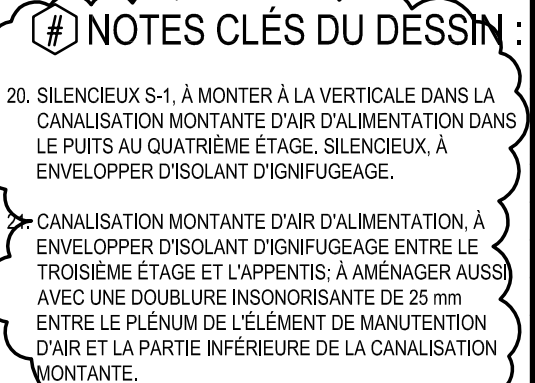 # NOTES CLÉS DU DESSIN :
20. SILENCIEUX S-1, À MONTER À LA VERTICALE DANS LA
CANALISATION MONTANTE D'AIR D'ALIMENTATION DANS
LE PUITS AU QUATRIÈME ÉTAGE. SILENCIEUX, À
ENVELOPPER D'ISOLANT D'IGNIFUGEAGE.
21. CANALISATION MONTANTE D'AIR D'ALIMENTATION, À
ENVELOPPER D'ISOLANT D'IGNIFUGEAGE ENTRE LE
TROISIÈME ÉTAGE ET L'APPENTIS; À AMÉNAGER AUSSI
AVEC UNE DOUBLURE INSONORISANTE DE 25 mm
ENTRE LE PLÉNUM DE L'ÉLÉMENT DE MANUTENTION
D'AIR ET LA PARTIE INFÉRIEURE DE LA CANALISATION
MONTANTE.